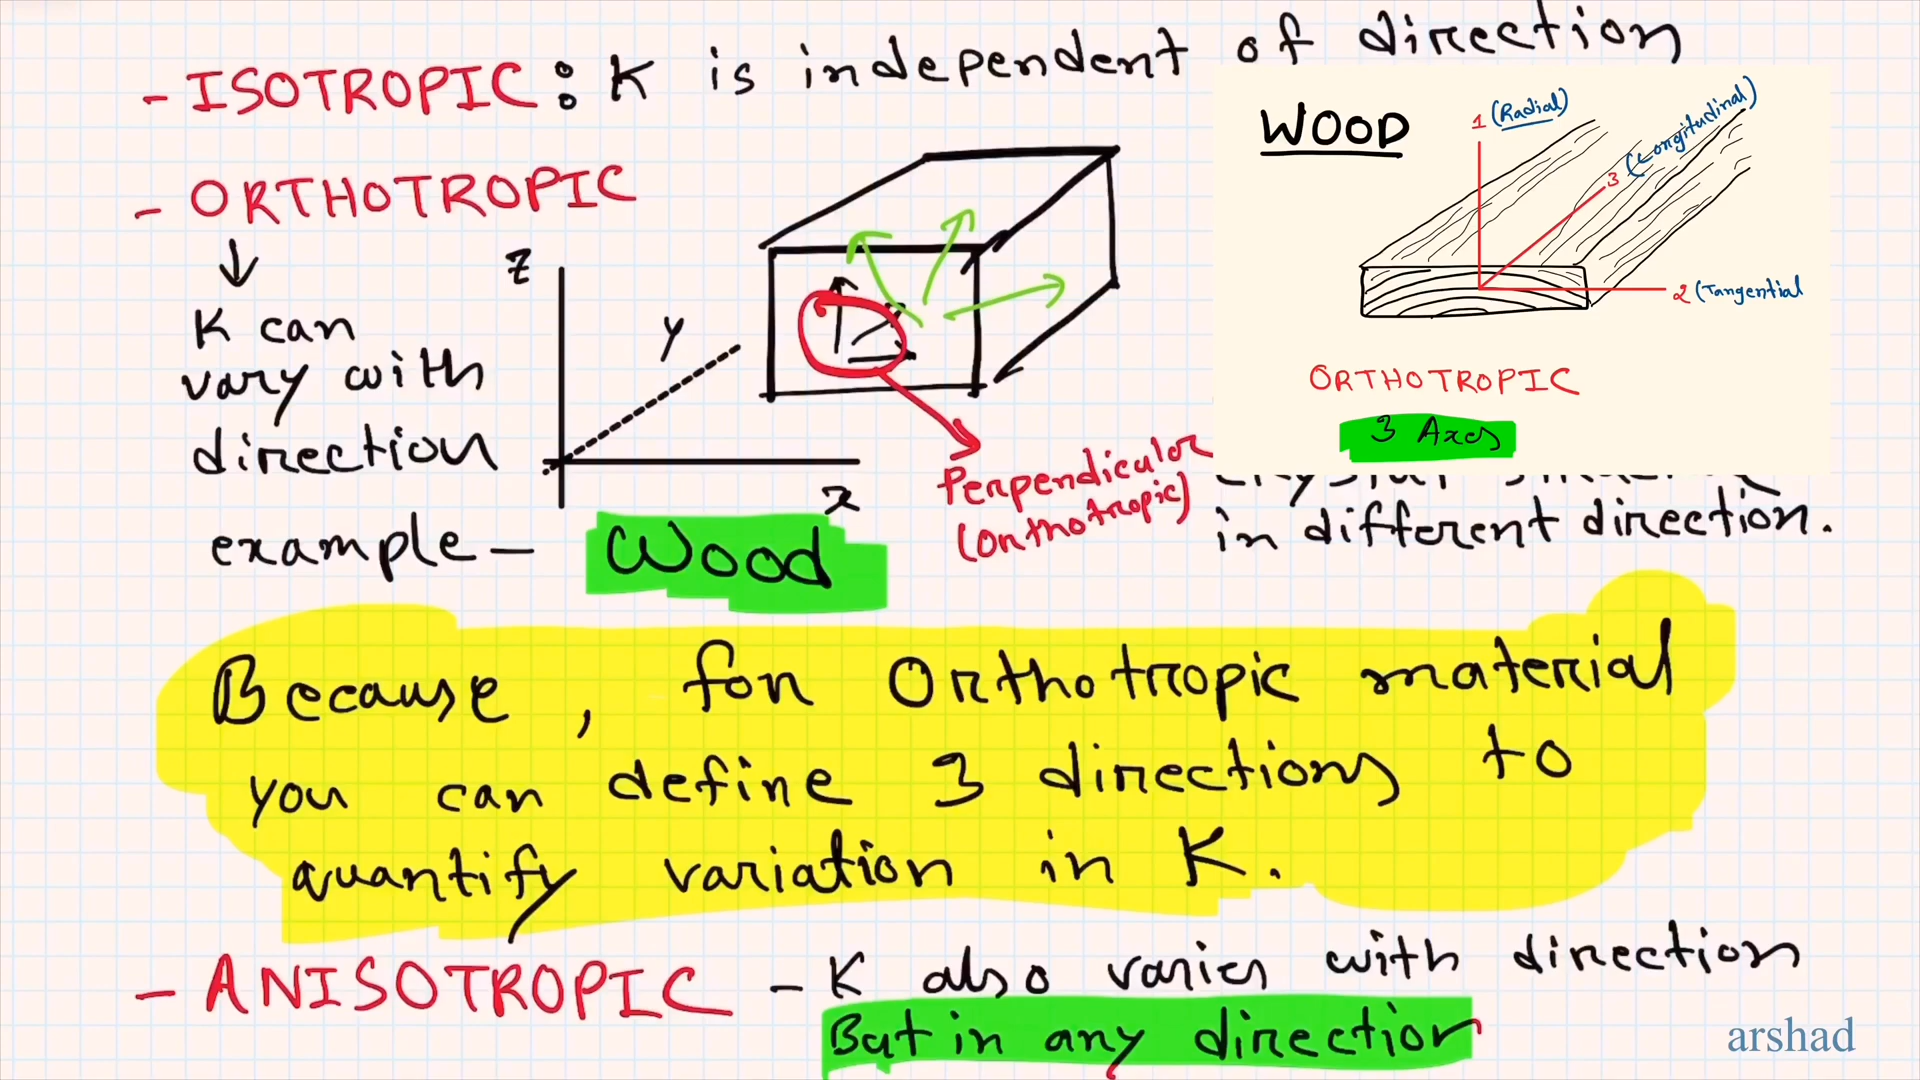 - ISOTROPIC : K is independent of direction
- ORTHOTROPIC
↓
K can
vary with
direction
example - Wood
Z
Y
x
Perpendicular
(orthotropic)
WOOD
1 (Radial)
3 (Longitudinal)
2 (Tangential
ORTHOTROPIC
3 Axes
in different direction.
Because, for Orthotropic material
you can define 3 directions to
quantify variation in K.
- ANISOTROPIC - K also varies with direction
But in any direction
arshad